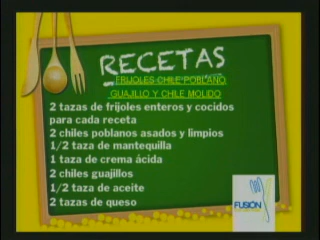 RECETAS
FRIJOLES CHILE POBLANO
GUAJILLO Y CHILE MOLIDO
2 tazas de frijoles enteros y cocidos
para cada receta
2 chiles poblanos asados y limpios
1/2 taza de mantequilla
1 taza de crema ácida
2 chiles guajillos
1/2 taza de aceite
2 tazas de queso
FUSIÓN